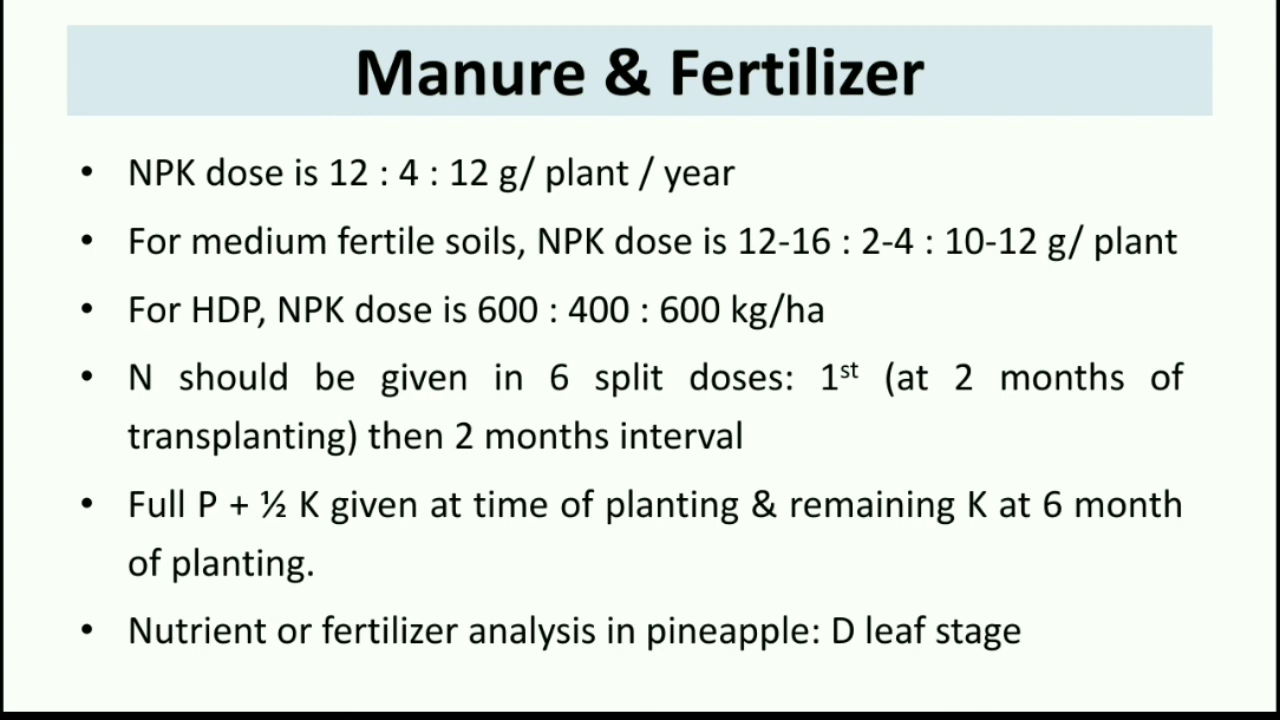 Manure & Fertilizer
• NPK dose is 12 : 4 : 12 g/ plant / year
• For medium fertile soils, NPK dose is 12-16 : 2-4 : 10-12 g/ plant
• For HDP, NPK dose is 600 : 400 : 600 kg/ha
• N should be given in 6 split doses: 1st (at 2 months of
transplanting) then 2 months interval
• Full P + ½ K given at time of planting & remaining K at 6 month
of planting.
• Nutrient or fertilizer analysis in pineapple: D leaf stage